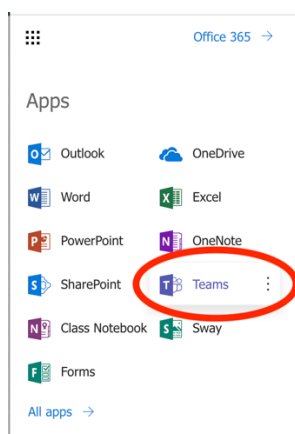 Office 365 →
Apps
Outlook OneDrive
Word Excel
PowerPoint OneNote
SharePoint Teams
Class Notebook Sway
Forms
All apps →